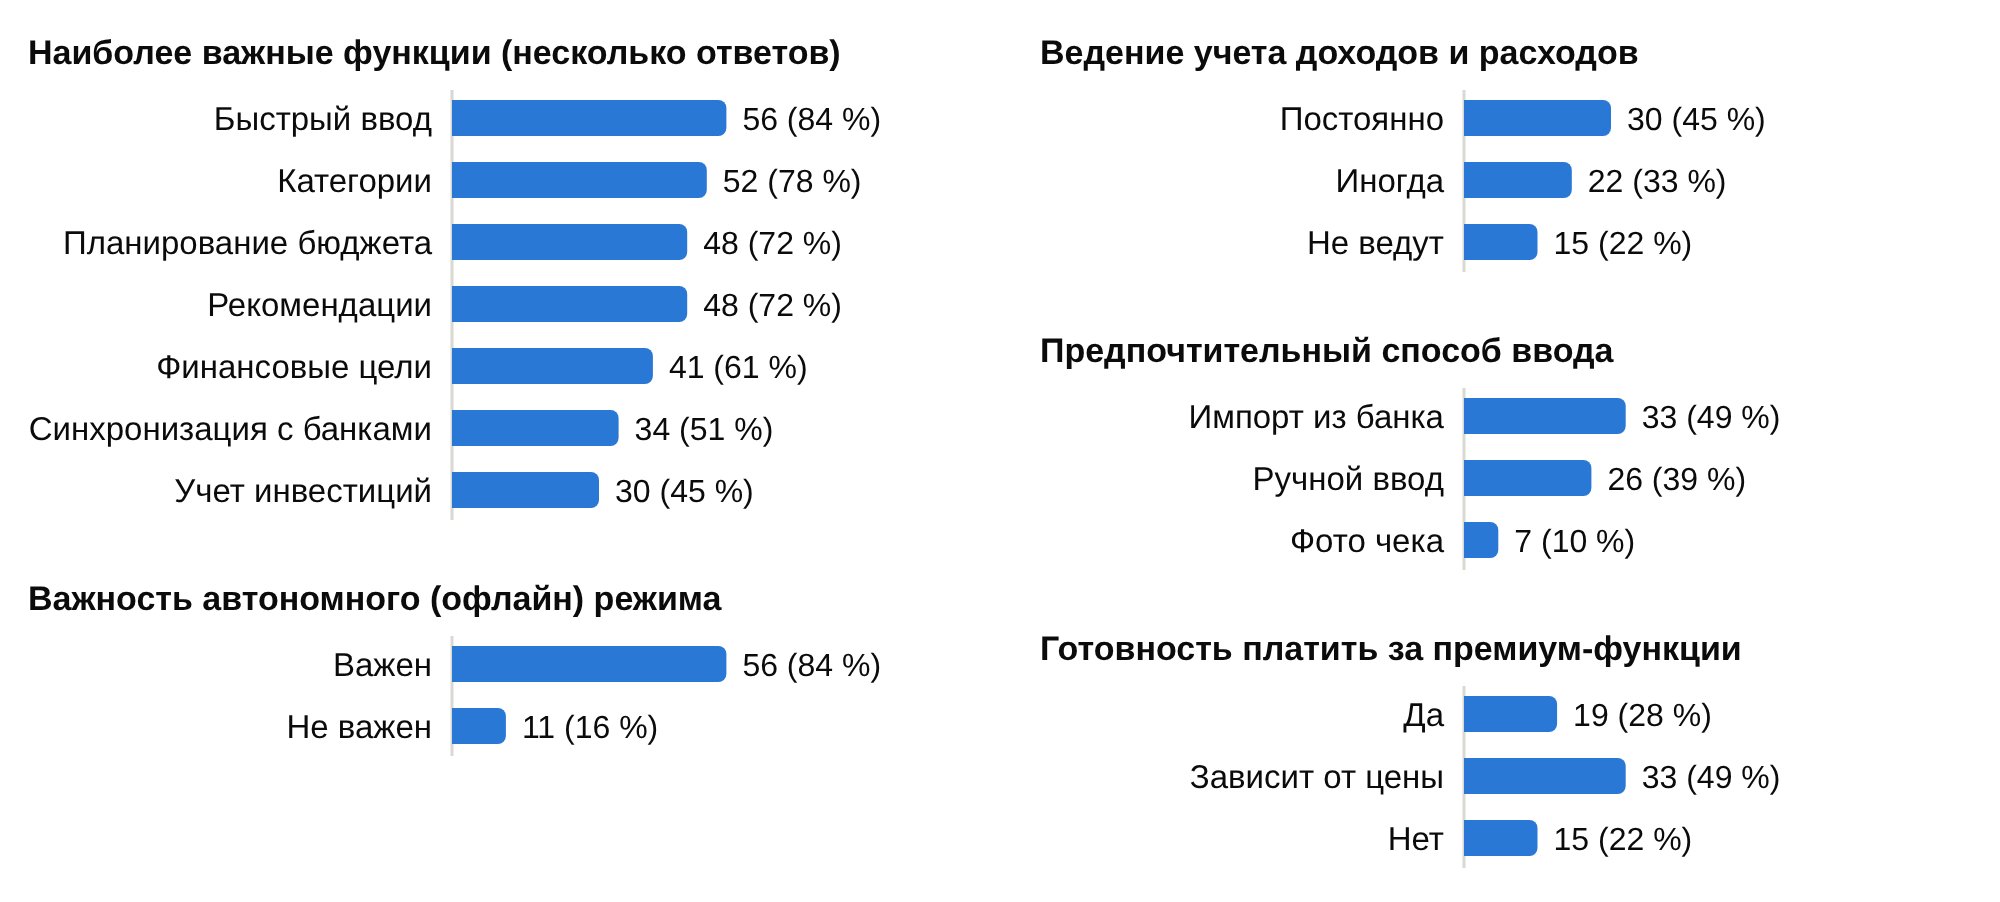 Наиболее важные функции (несколько ответов)
Быстрый ввод 56 (84 %)
Категории 52 (78 %)
Планирование бюджета 48 (72 %)
Рекомендации 48 (72 %)
Финансовые цели 41 (61 %)
Синхронизация с банками 34 (51 %)
Учет инвестиций 30 (45 %)
Важность автономного (офлайн) режима
Важен 56 (84 %)
Не важен 11 (16 %)
Ведение учета доходов и расходов
Постоянно 30 (45 %)
Иногда 22 (33 %)
Не ведут 15 (22 %)
Предпочтительный способ ввода
Импорт из банка 33 (49 %)
Ручной ввод 26 (39 %)
Фото чека 7 (10 %)
Готовность платить за премиум-функции
Да 19 (28 %)
Зависит от цены 33 (49 %)
Нет 15 (22 %)